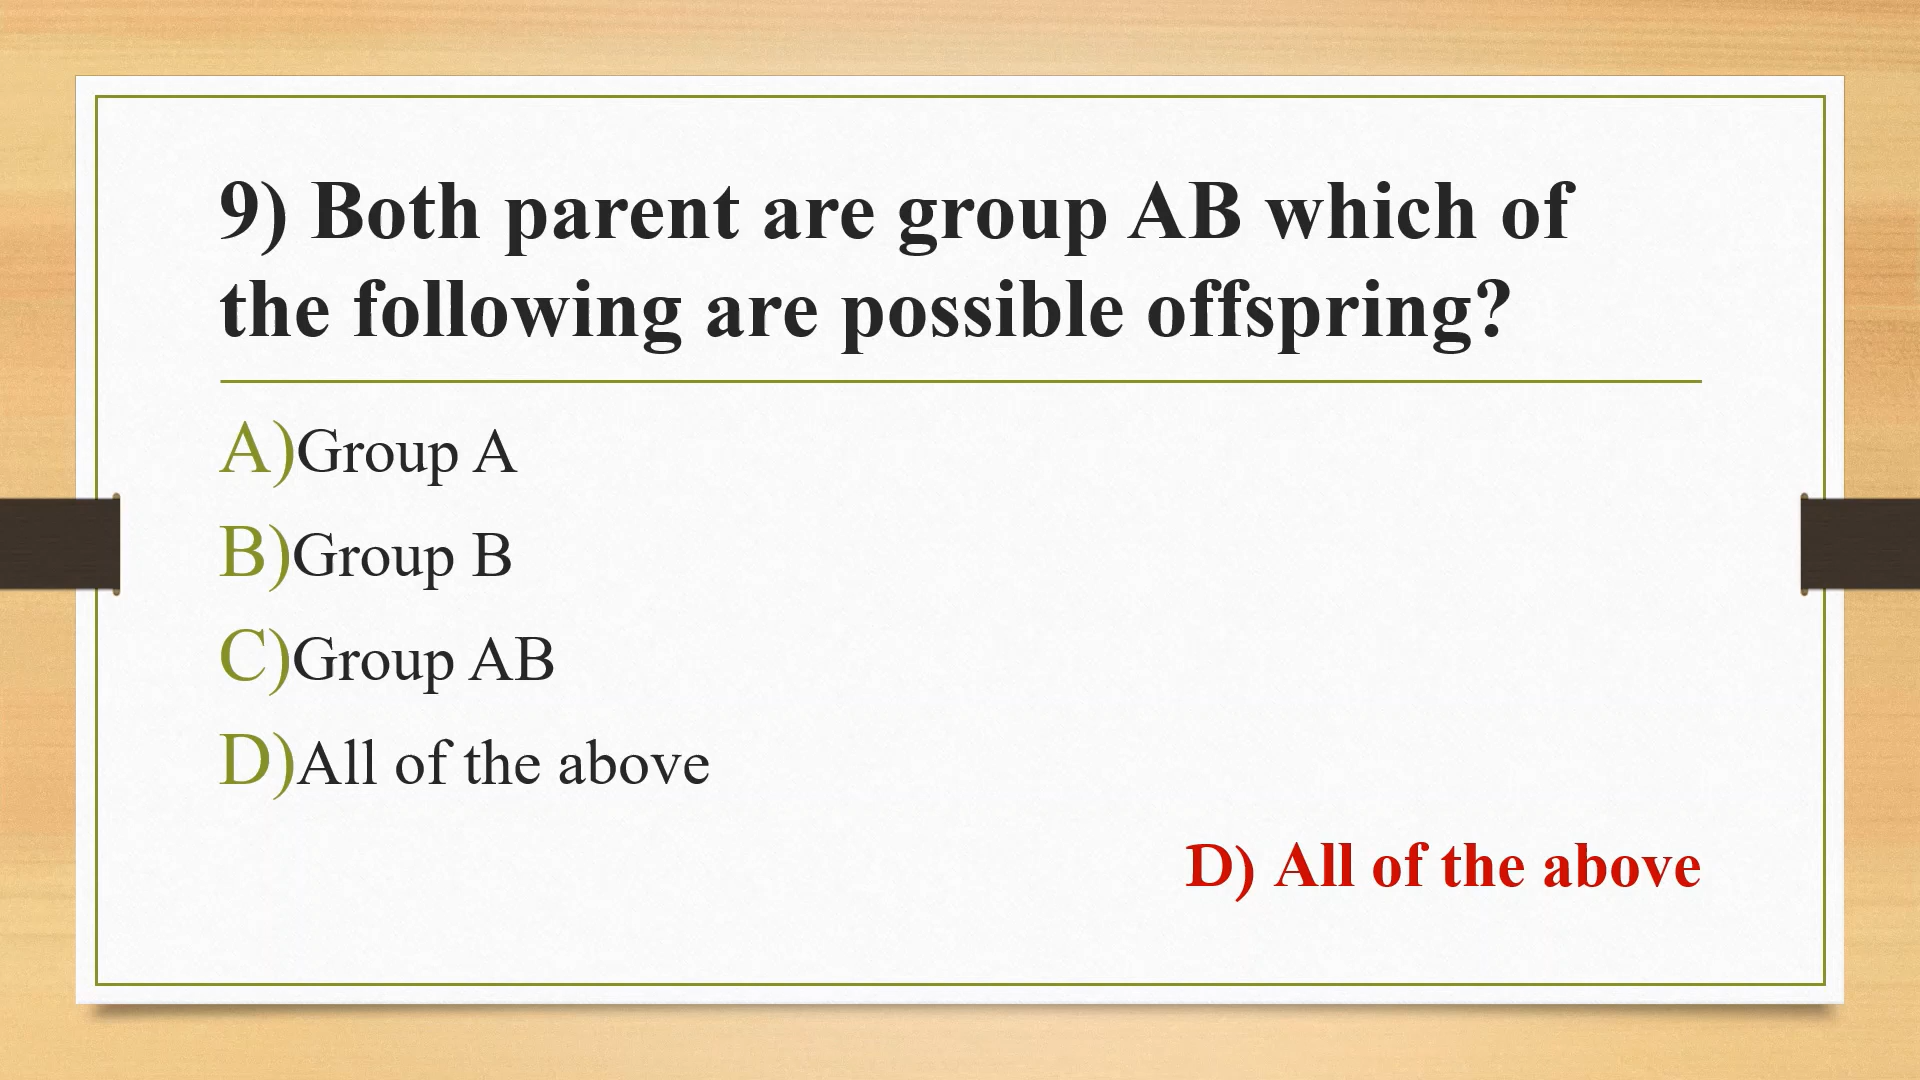 9) Both parent are group AB which of
the following are possible offspring?
A)Group A
B)Group B
C)Group AB
D)All of the above
D) All of the above